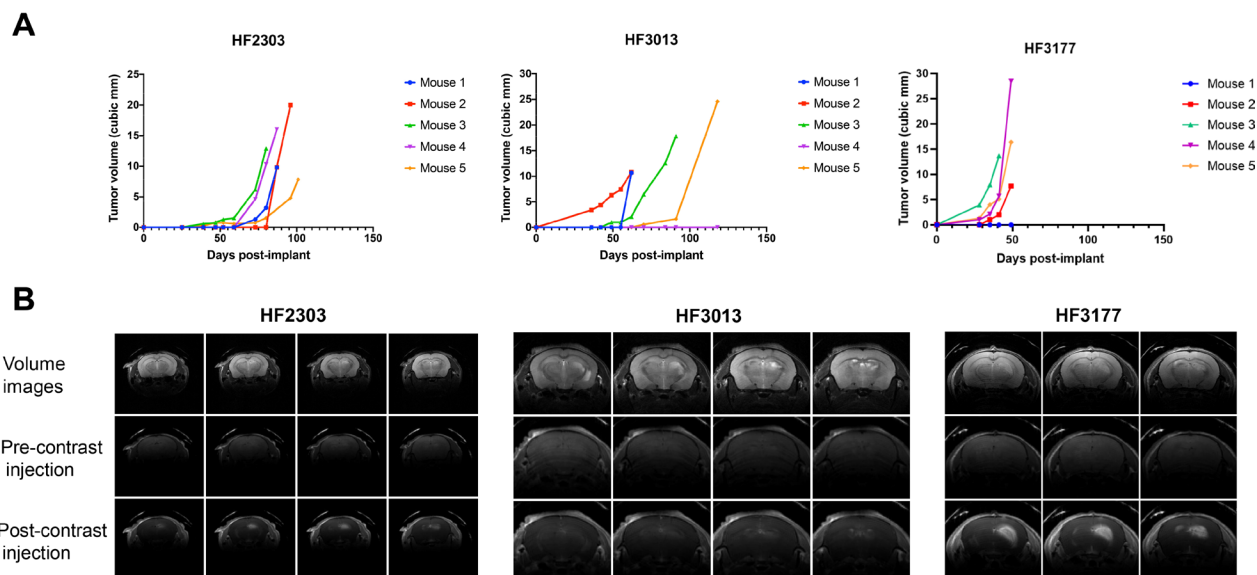 A
HF2303
Tumor volume (cubic mm)
25
20
15
10
5
0
0
50
100
150
Days post-implant
Mouse 1
Mouse 2
Mouse 3
Mouse 4
Mouse 5
HF3013
Tumor volume (cubic mm)
30
25
20
15
10
5
0
0
50
100
150
Days post-implant
Mouse 1
Mouse 2
Mouse 3
Mouse 4
Mouse 5
HF3177
Tumor volume (cubic mm)
30
25
20
15
10
5
0
0
50
100
150
Days post-implant
Mouse 1
Mouse 2
Mouse 3
Mouse 4
Mouse 5
B
HF2303
HF3013
HF3177
Volume
images
Pre-contrast
injection
Post-contrast
injection